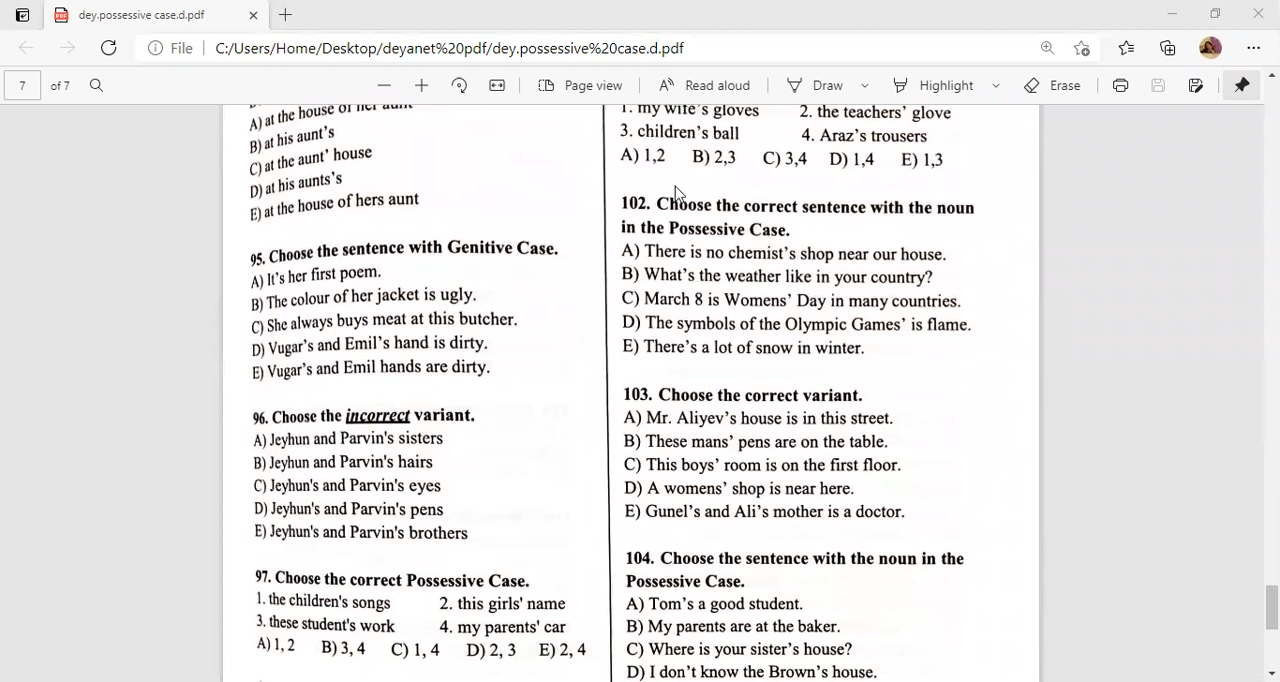 dey.possessive case.d.pdf
File
C:/Users/Home/Desktop/deyanet%20pdf/dey.possessive%20case.d.pdf
7 of 7
Page view
Read aloud
Draw
Highlight
Erase
A) at the house of her aunt
B) at his aunt's
C) at the aunt' house
D) at his aunts's
E) at the house of hers aunt
95. Choose the sentence with Genitive Case.
A) It's her first poem.
B) The colour of her jacket is ugly.
C) She always buys meat at this butcher.
D) Vugar's and Emil's hand is dirty.
E) Vugar's and Emil hands are dirty.
96. Choose the incorrect variant.
A) Jeyhun and Parvin's sisters
B) Jeyhun and Parvin's hairs
C) Jeyhun's and Parvin's eyes
D) Jeyhun's and Parvin's pens
E) Jeyhun's and Parvin's brothers
97. Choose the correct Possessive Case.
1. the children's songs 2. this girls' name
3. these student's work 4. my parents' car
A) 1, 2 B) 3, 4 C) 1, 4 D) 2, 3 E) 2, 4
1. my wife's gloves 2. the teachers' glove
3. children's ball 4. Araz's trousers
A) 1,2 B) 2,3 C) 3,4 D) 1,4 E) 1,3
102. Choose the correct sentence with the noun
in the Possessive Case.
A) There is no chemist's shop near our house.
B) What's the weather like in your country?
C) March 8 is Womens' Day in many countries.
D) The symbols of the Olympic Games' is flame.
E) There's a lot of snow in winter.
103. Choose the correct variant.
A) Mr. Aliyev's house is in this street.
B) These mans' pens are on the table.
C) This boys' room is on the first floor.
D) A womens' shop is near here.
E) Gunel's and Ali's mother is a doctor.
104. Choose the sentence with the noun in the
Possessive Case.
A) Tom's a good student.
B) My parents are at the baker.
C) Where is your sister's house?
D) I don't know the Brown's house.